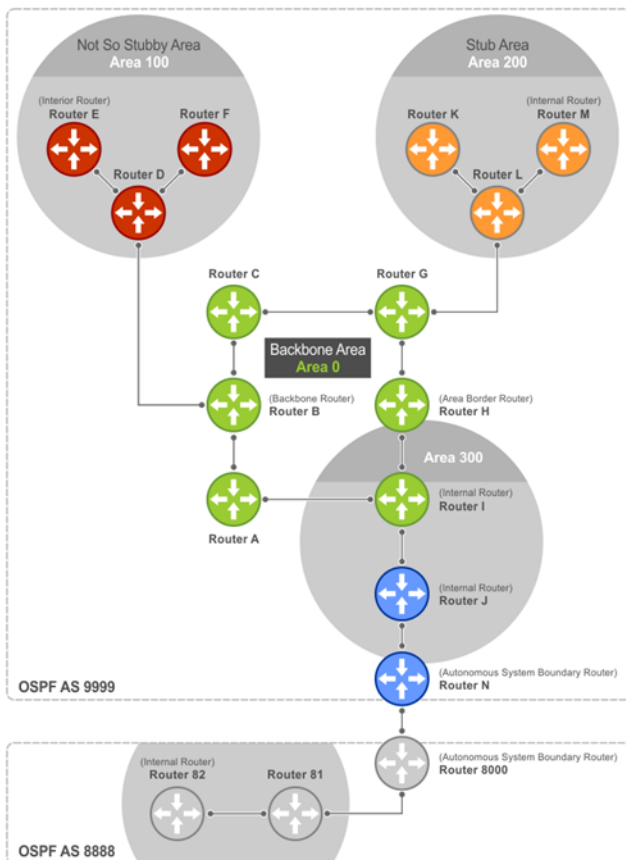 Not So Stubby Area
Area 100
Stub Area
Area 200
(Interior Router)
Router E
Router F
Router K
(Internal Router)
Router M
Router D
Router L
Router C
Router G
Backbone Area
Area 0
(Backbone Router)
Router B
(Area Border Router)
Router H
Area 300
Router A
(Internal Router)
Router I
(Internal Router)
Router J
(Autonomous System Boundary Router)
Router N
OSPF AS 9999
(Autonomous System Boundary Router)
Router 8000
(Internal Router)
Router 82
Router 81
OSPF AS 8888